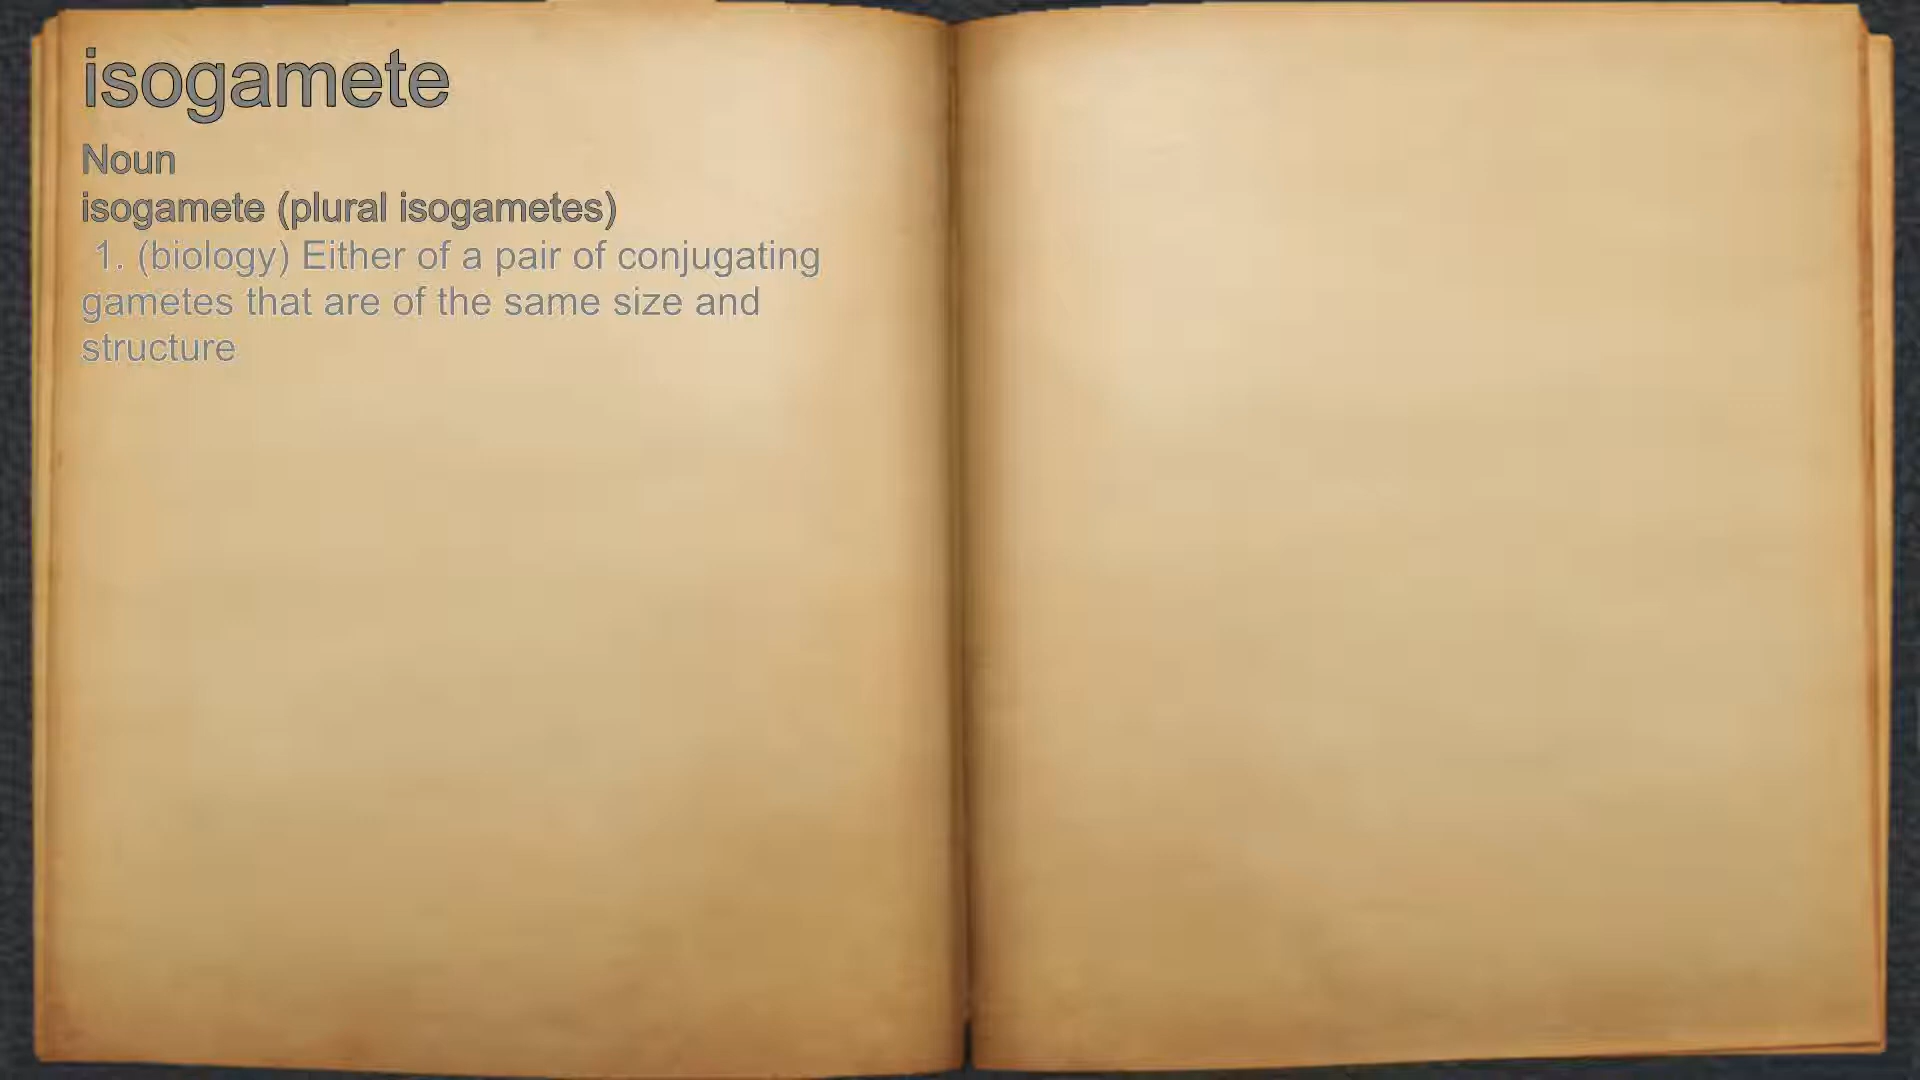 isogamete
Noun
isogamete (plural isogametes)
1. (biology) Either of a pair of conjugating
gametes that are of the same size and
structure